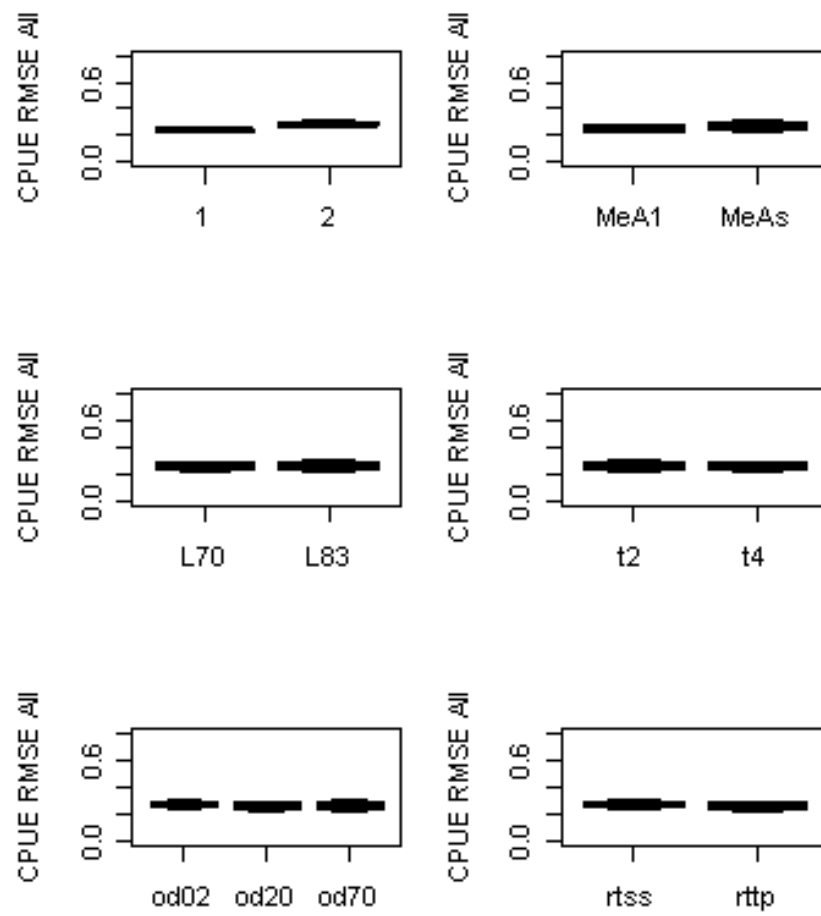 CPUE RMSE All
0.0 0.6
1 2
CPUE RMSE All
0.0 0.6
MeA1 MeAs
CPUE RMSE All
0.0 0.6
L70 L83
CPUE RMSE All
0.0 0.6
t2 t4
CPUE RMSE All
0.0 0.6
od02 od20 od70
CPUE RMSE All
0.0 0.6
rtss rttp